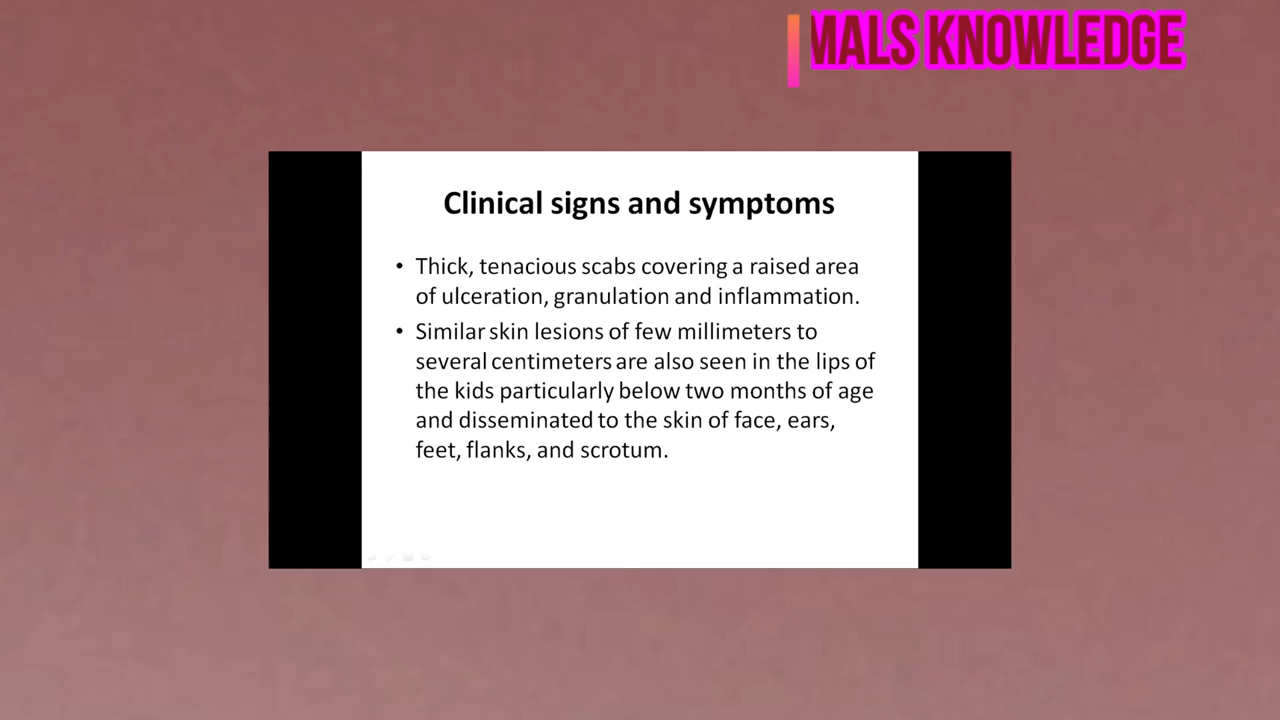 MALS KNOWLEDGE
Clinical signs and symptoms
• Thick, tenacious scabs covering a raised area
of ulceration, granulation and inflammation.
• Similar skin lesions of few millimeters to
several centimeters are also seen in the lips of
the kids particularly below two months of age
and disseminated to the skin of face, ears,
feet, flanks, and scrotum.